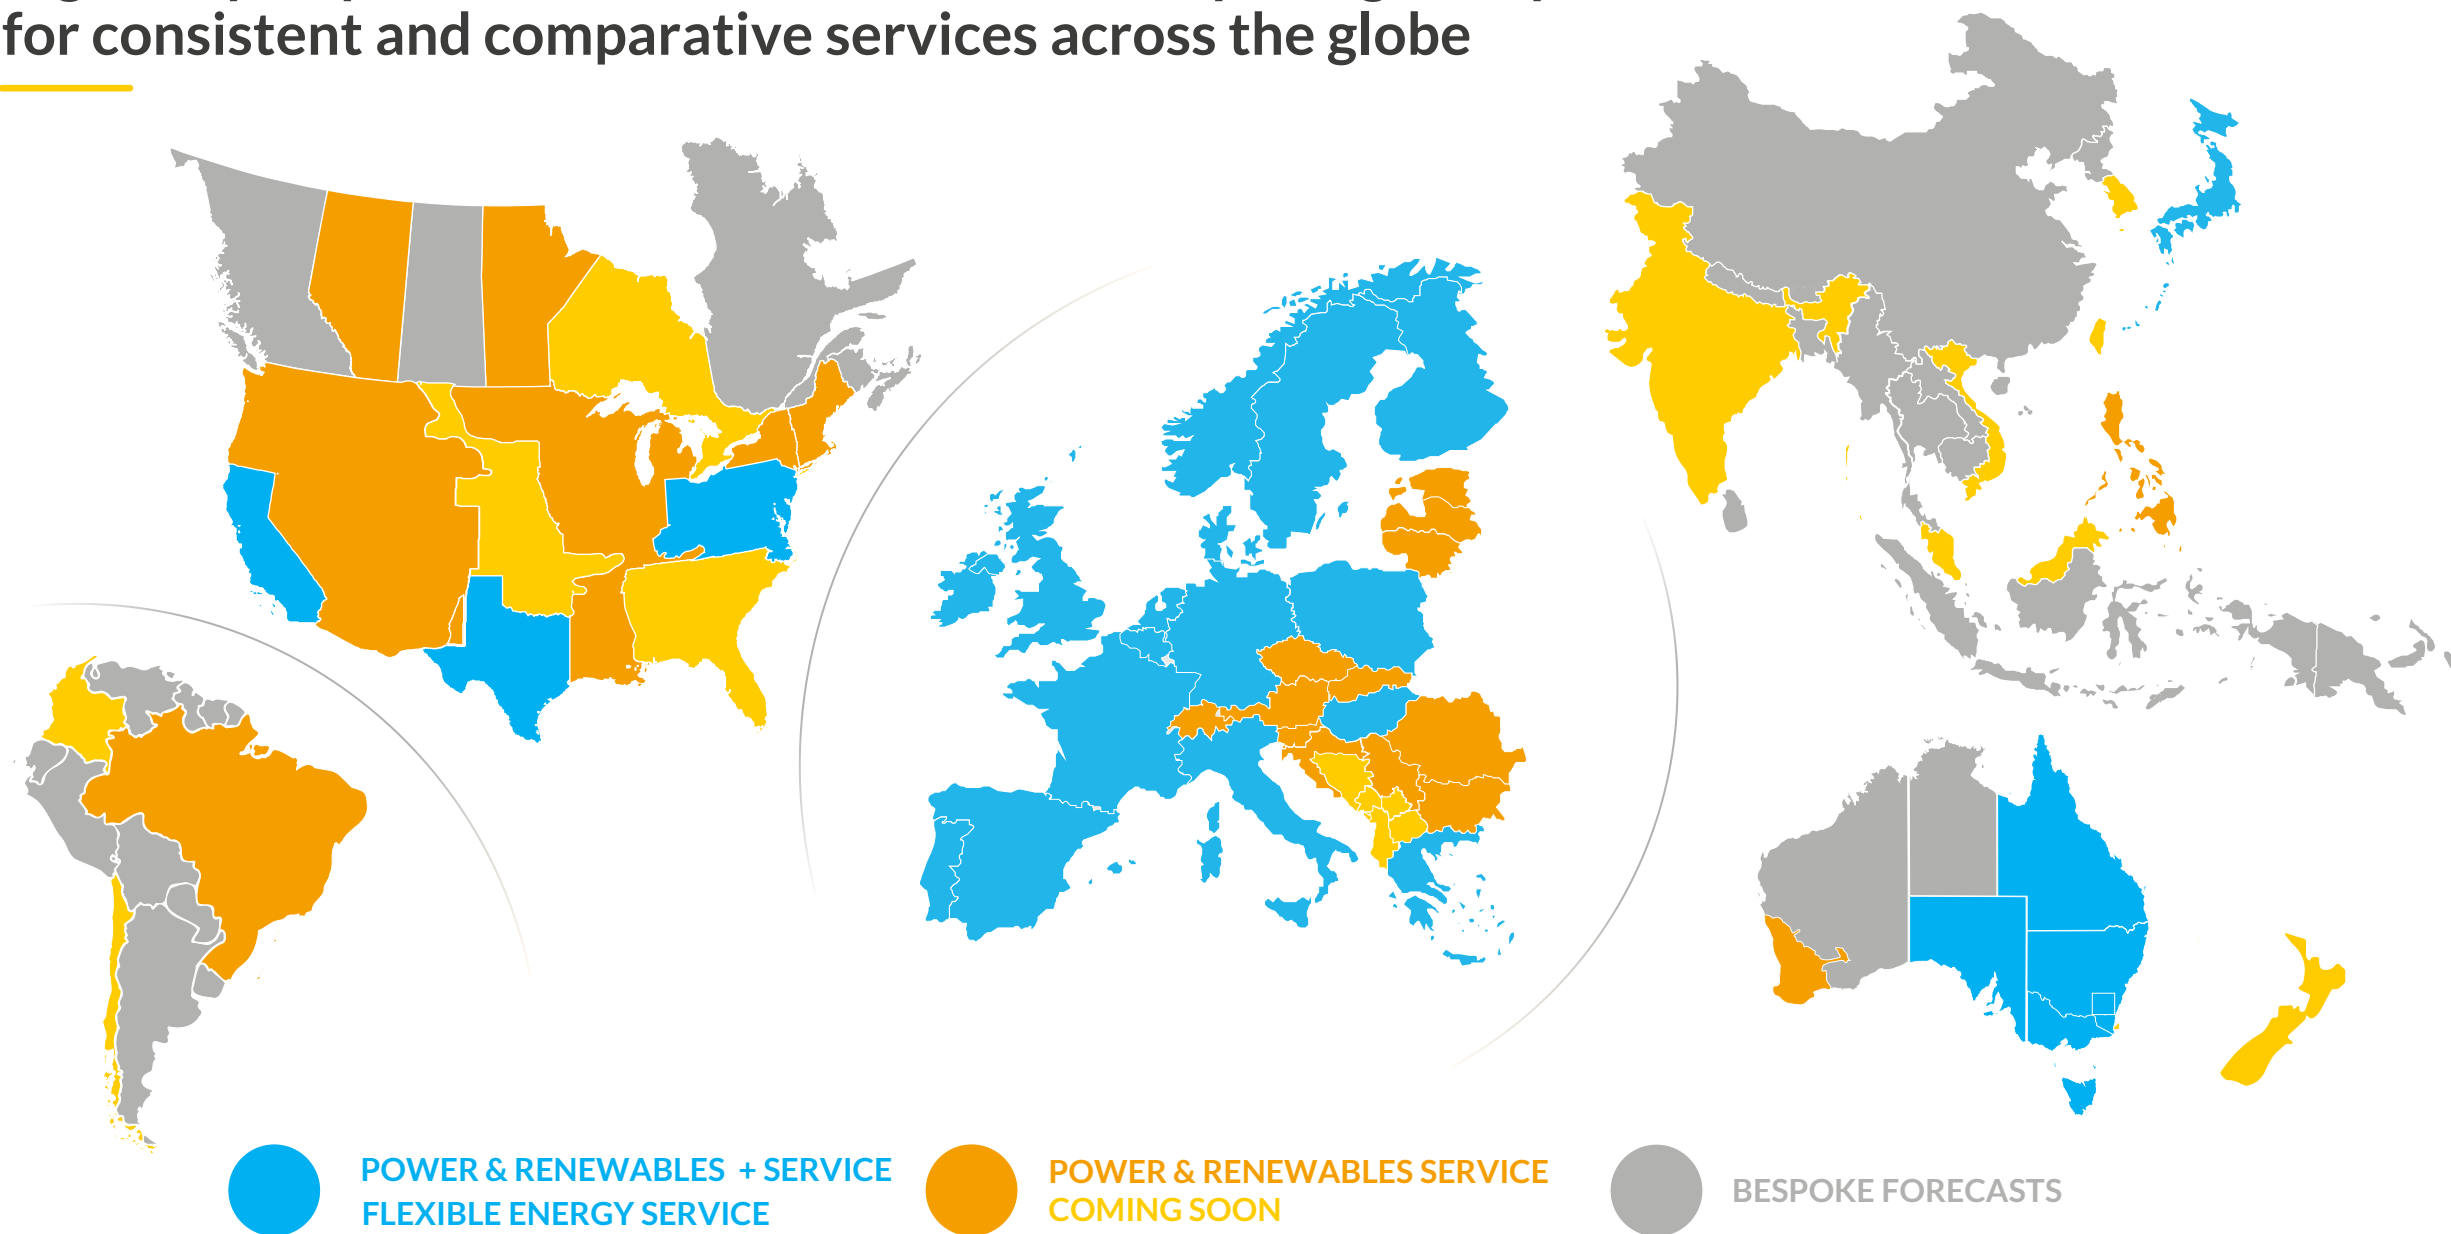 for consistent and comparative services across the globe
POWER & RENEWABLES + SERVICE
FLEXIBLE ENERGY SERVICE
POWER & RENEWABLES SERVICE
COMING SOON
BESPOKE FORECASTS